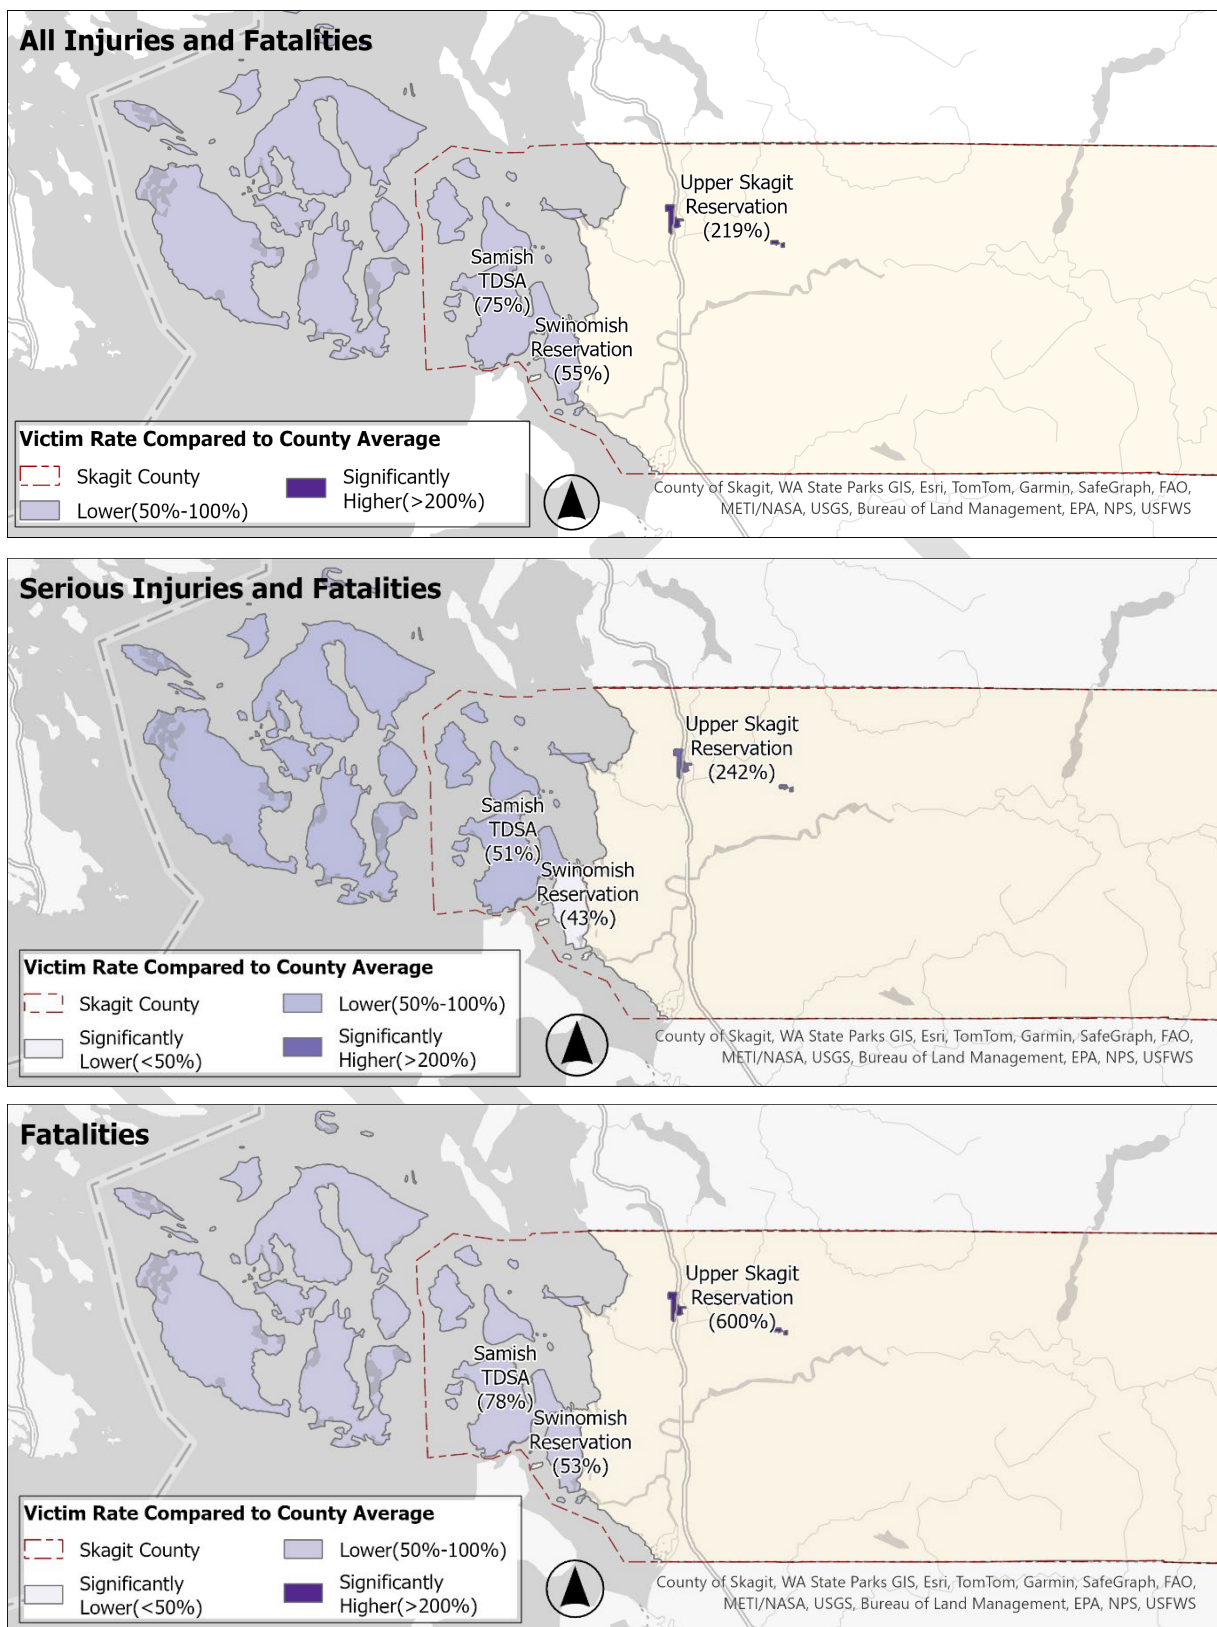 All Injuries and Fatalities
Upper Skagit
Reservation
(219%)
Samish
TDSA
(75%)
Swinomish
Reservation
(55%)
Victim Rate Compared to County Average
Skagit County
Lower(50%-100%)
Significantly
Higher(>200%)
County of Skagit, WA State Parks GIS, Esri, TomTom, Garmin, SafeGraph, FAO,
METI/NASA, USGS, Bureau of Land Management, EPA, NPS, USFWS
Serious Injuries and Fatalities
Upper Skagit
Reservation
(242%)
Samish
TDSA
(51%)
Swinomish
Reservation
(43%)
Victim Rate Compared to County Average
Skagit County
Significantly
Lower(<50%)
Lower(50%-100%)
Significantly
Higher(>200%)
County of Skagit, WA State Parks GIS, Esri, TomTom, Garmin, SafeGraph, FAO,
METI/NASA, USGS, Bureau of Land Management, EPA, NPS, USFWS
Fatalities
Upper Skagit
Reservation
(600%)
Samish
TDSA
(78%)
Swinomish
Reservation
(53%)
Victim Rate Compared to County Average
Skagit County
Significantly
Lower(<50%)
Lower(50%-100%)
Significantly
Higher(>200%)
County of Skagit, WA State Parks GIS, Esri, TomTom, Garmin, SafeGraph, FAO,
METI/NASA, USGS, Bureau of Land Management, EPA, NPS, USFWS